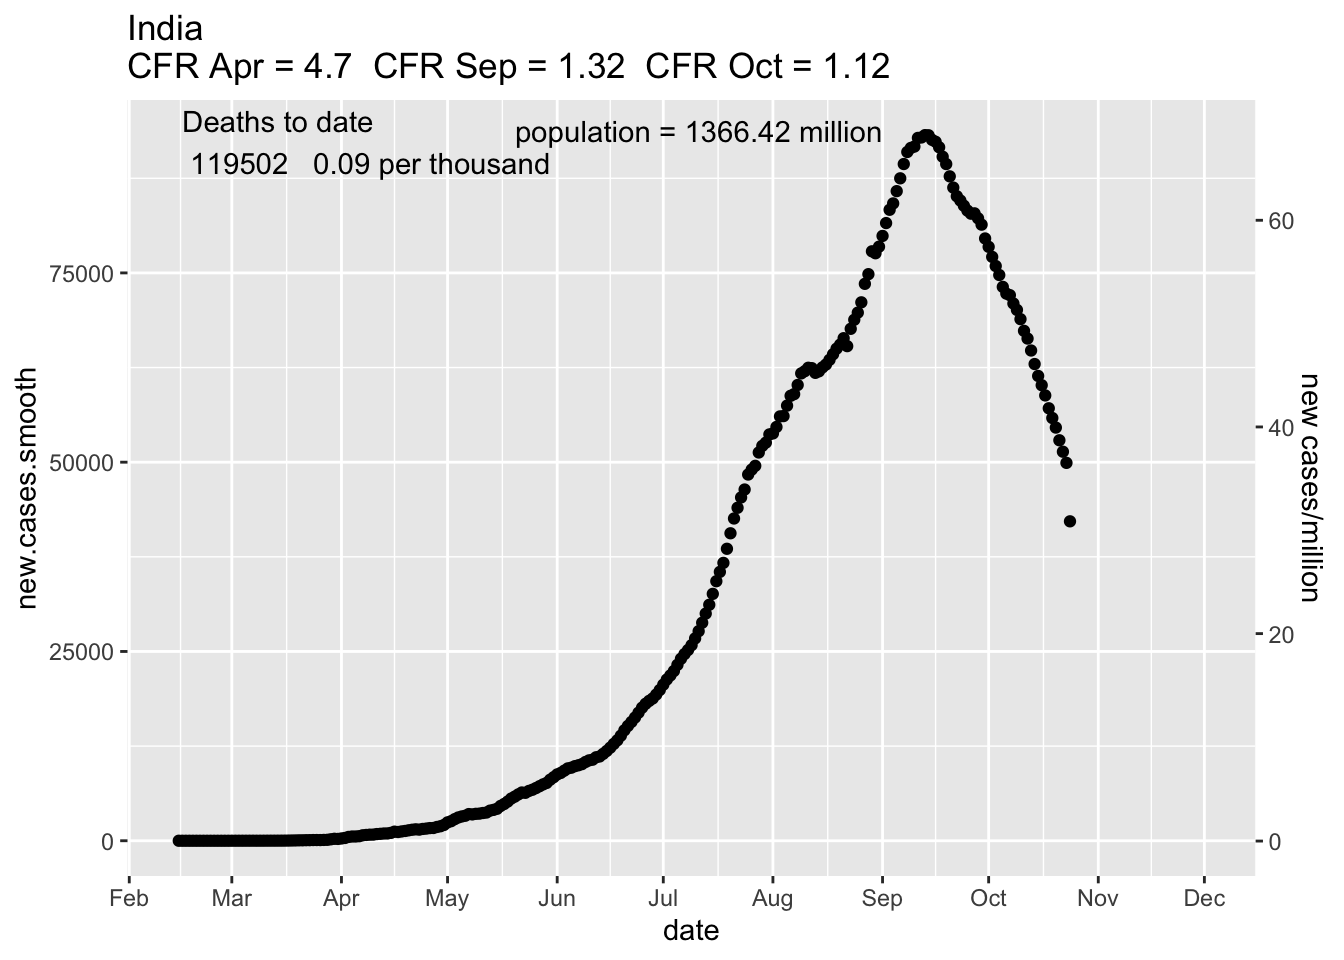 India
CFR Apr = 4.7  CFR Sep = 1.32  CFR Oct = 1.12
Deaths to date
119502   0.09 per thousand
population = 1366.42 million
new.cases.smooth
75000
50000
25000
0
60
40
20
0
new cases/million
Feb Mar Apr May Jun Jul Aug Sep Oct Nov Dec
date